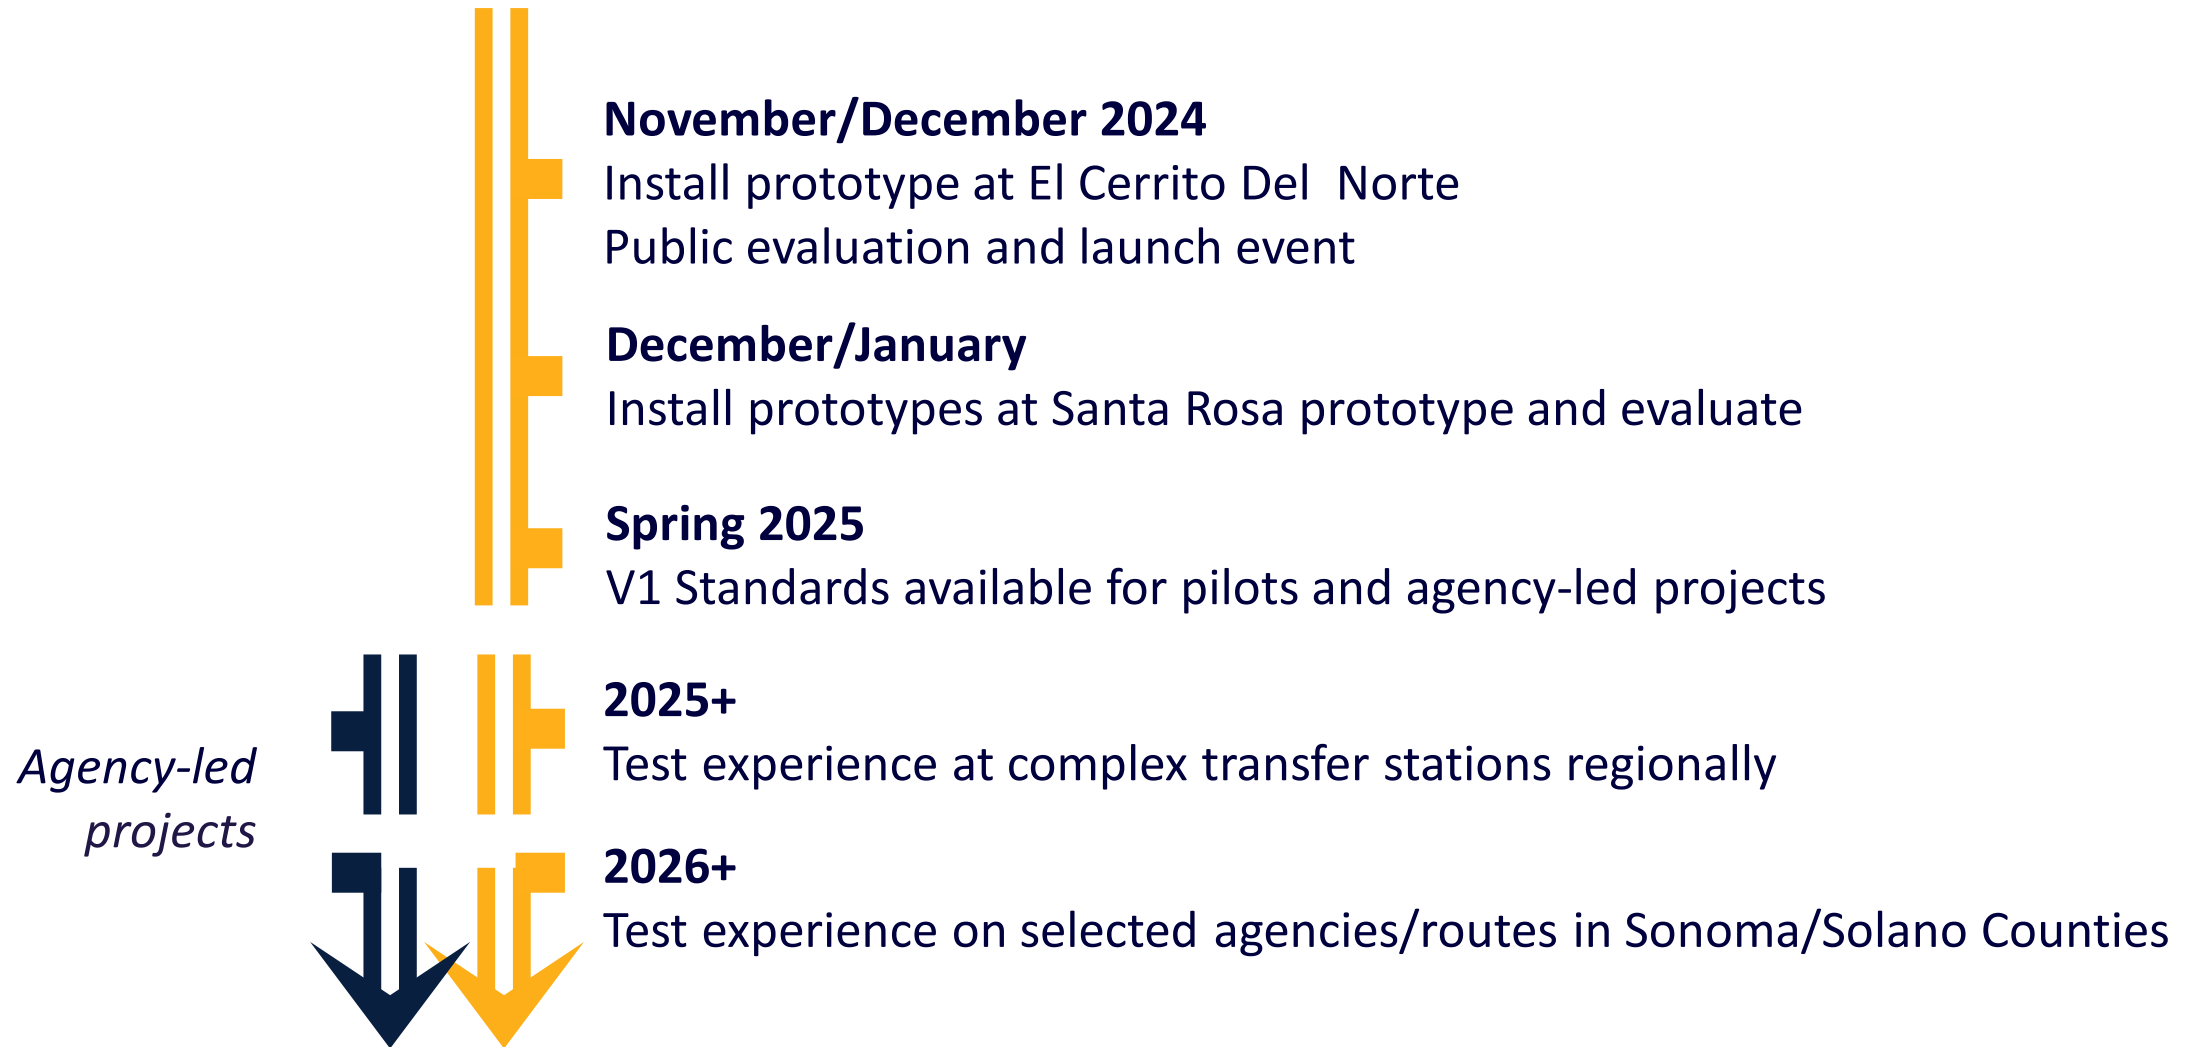 November/December 2024
Install prototype at El Cerrito Del  Norte
Public evaluation and launch event
December/January
Install prototypes at Santa Rosa prototype and evaluate
Spring 2025
V1 Standards available for pilots and agency-led projects
2025+
Test experience at complex transfer stations regionally
Agency-led
projects
2026+
Test experience on selected agencies/routes in Sonoma/Solano Counties